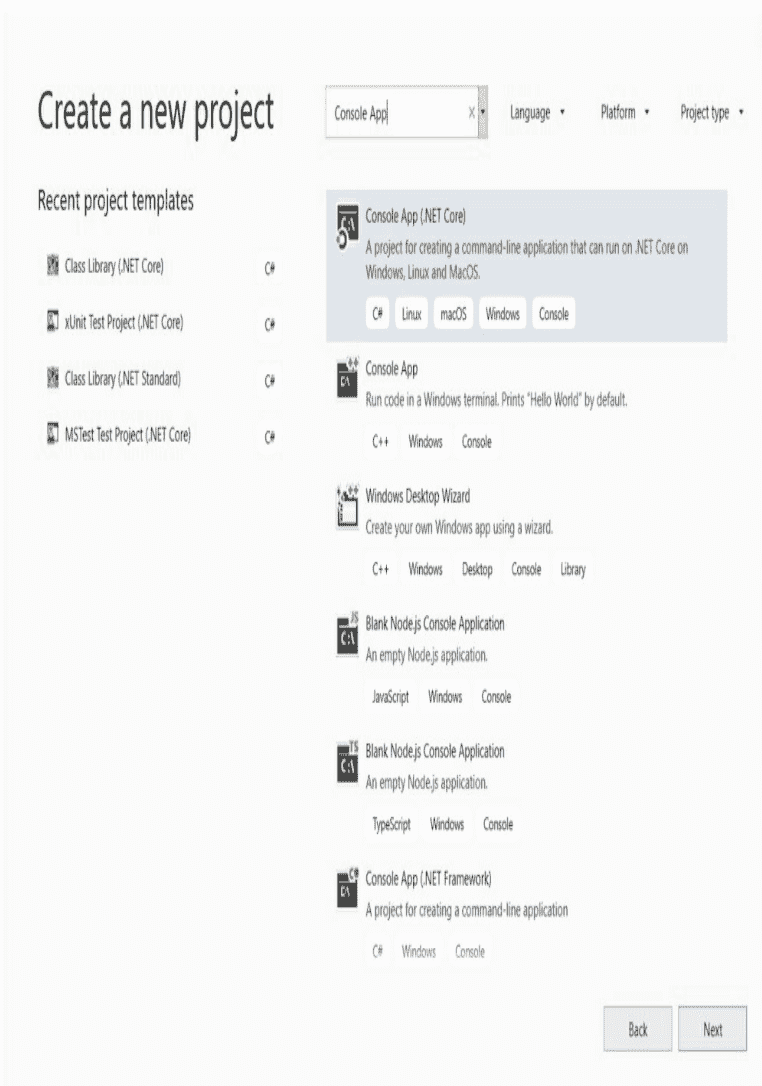 Create a new project
Console App
Language
Platform
Project type
Recent project templates
Class Library (.NET Core) C#
xUnit Test Project (.NET Core) C#
Class Library (.NET Standard) C#
MSTest Test Project (.NET Core) C#
Console App (.NET Core)
A project for creating a command-line application that can run on .NET Core on
Windows, Linux and MacOS.
C# Linux macOS Windows Console
Console App
Run code in a Windows terminal. Prints "Hello World" by default.
C++ Windows Console
Windows Desktop Wizard
Create your own Windows app using a wizard.
C++ Windows Desktop Console Library
JS
C:\
Blank Node.js Console Application
An empty Node.js application.
JavaScript Windows Console
TS
C:\
Blank Node.js Console Application
An empty Node.js application.
TypeScript Windows Console
C#
Console App (.NET Framework)
A project for creating a command-line application
C# Windows Console
Back Next